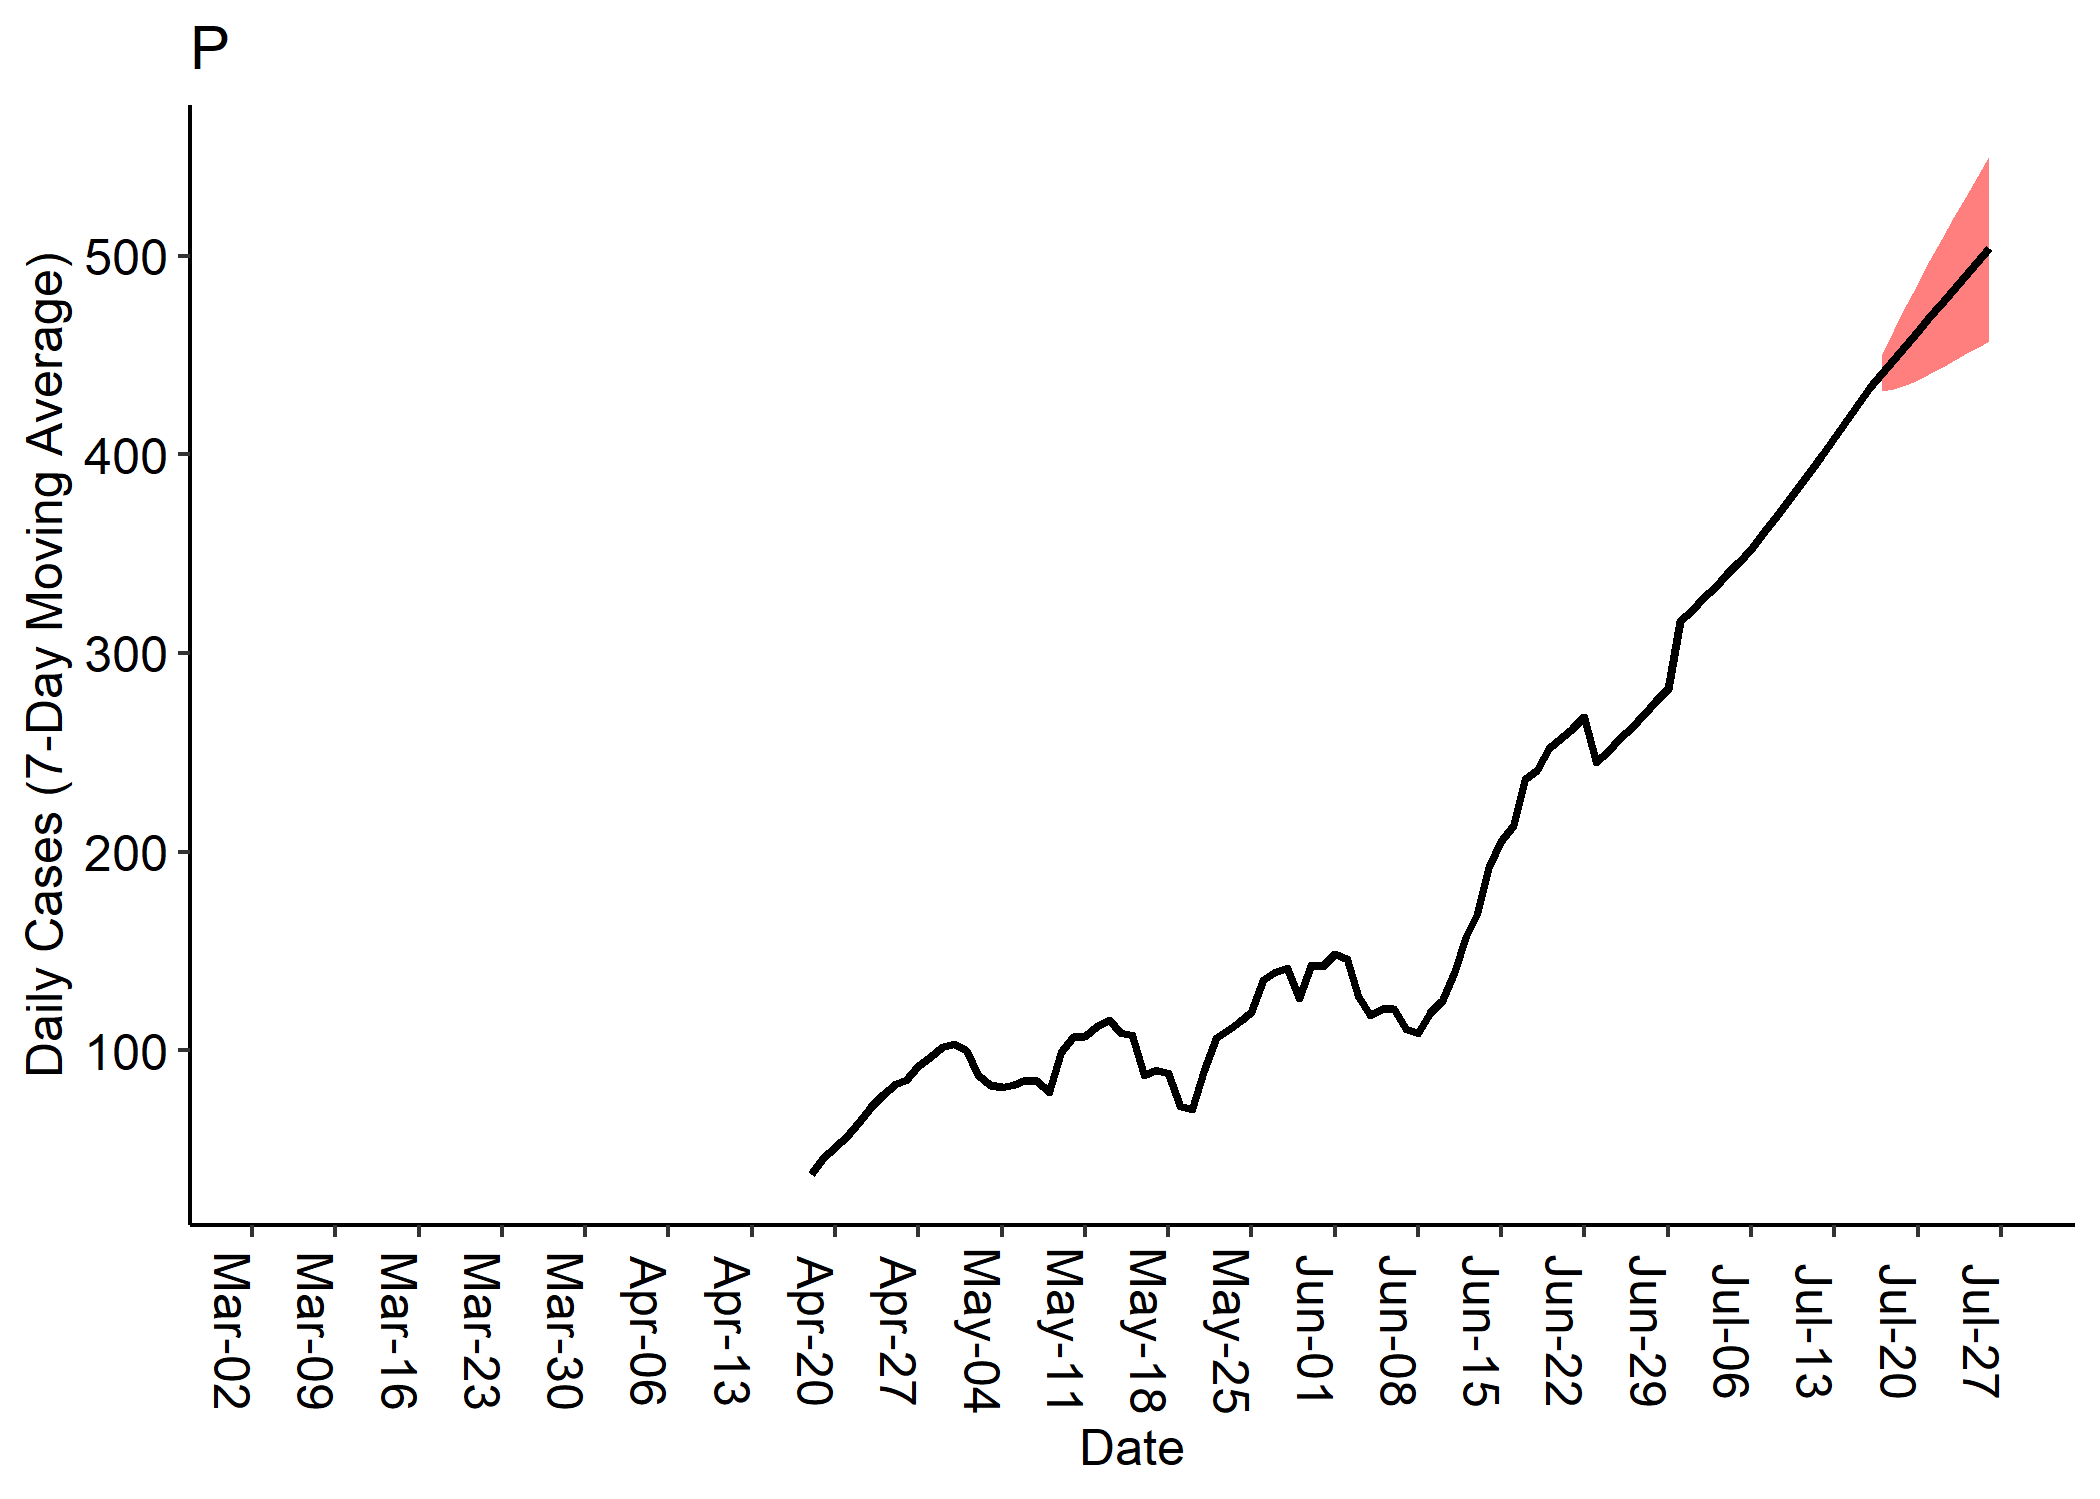 P
Daily Cases (7-Day Moving Average)
500
400
300
200
100
Mar-02
Mar-09
Mar-16
Mar-23
Mar-30
Apr-06
Apr-13
Apr-20
Apr-27
May-04
May-11
May-18
May-25
Jun-01
Jun-08
Jun-15
Jun-22
Jun-29
Jul-06
Jul-13
Jul-20
Jul-27
Date